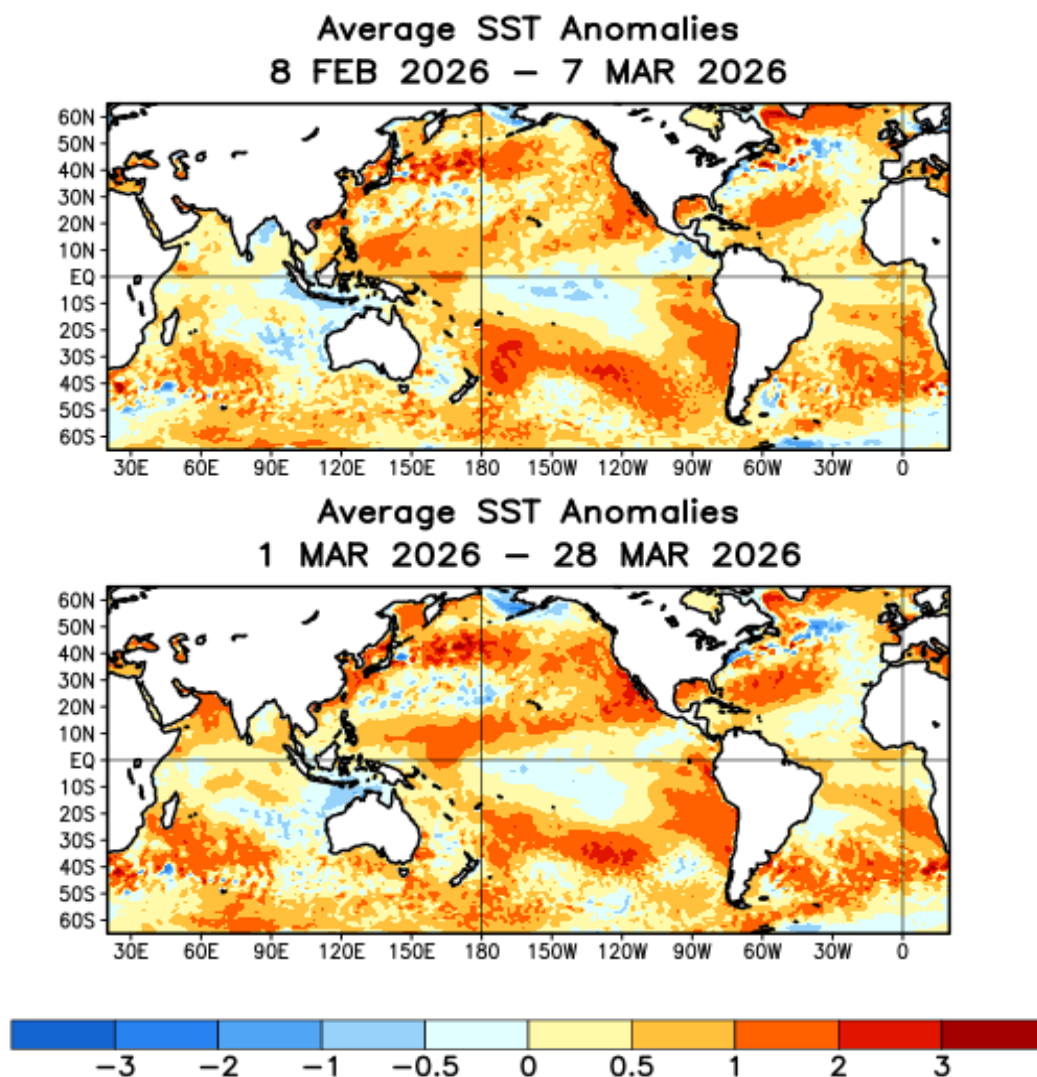 Average SST Anomalies
8 FEB 2026 – 7 MAR 2026
60N
50N
40N
30N
20N
10N
EQ
10S
20S
30S
40S
50S
60S
30E 60E 90E 120E 150E 180 150W 120W 90W 60W 30W 0
Average SST Anomalies
1 MAR 2026 – 28 MAR 2026
60N
50N
40N
30N
20N
10N
EQ
10S
20S
30S
40S
50S
60S
30E 60E 90E 120E 150E 180 150W 120W 90W 60W 30W 0
−3 −2 −1 −0.5 0 0.5 1 2 3